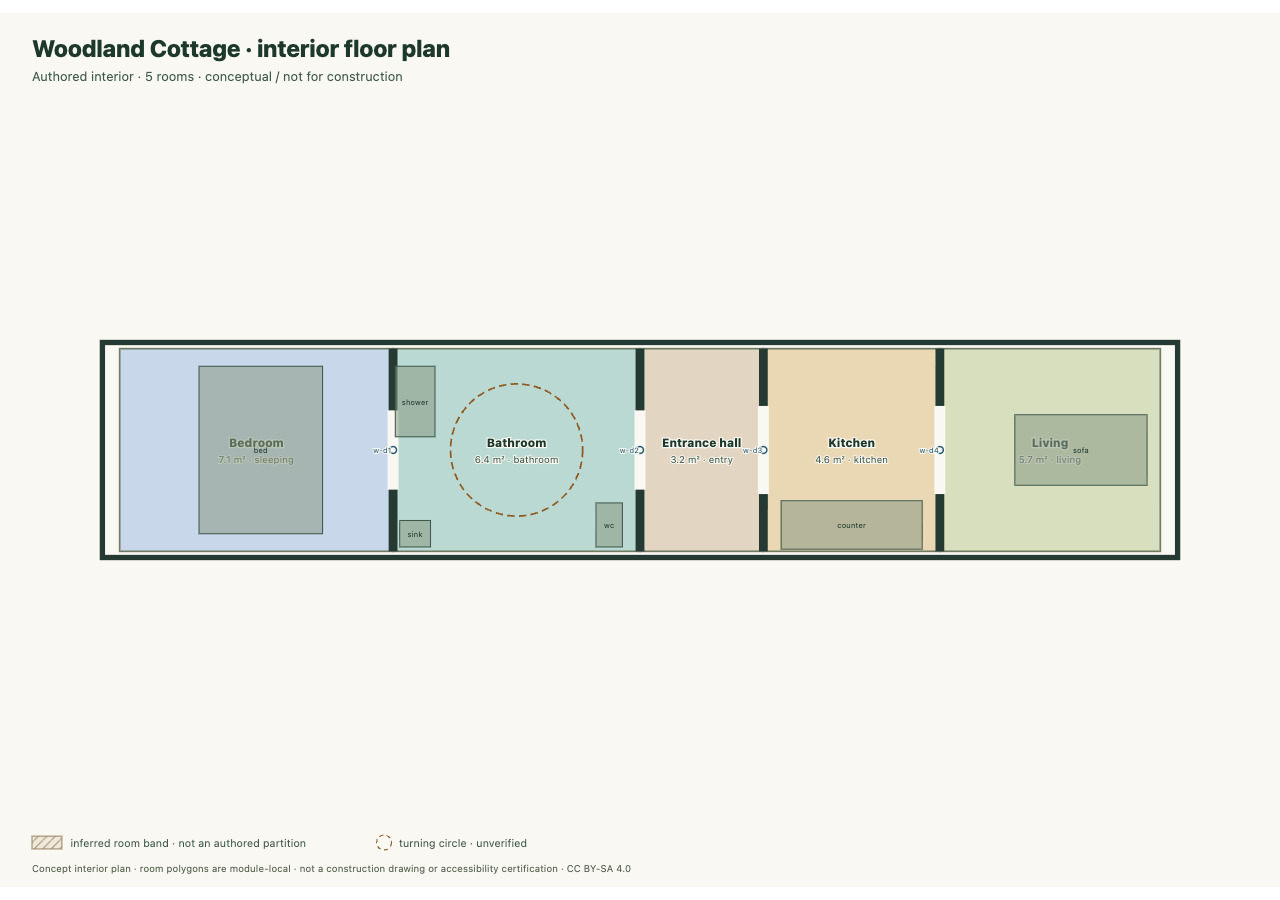 Woodland Cottage · interior floor plan
Authored interior · 5 rooms · conceptual / not for construction
shower
Bedroom
bed
7.1 m² · sleeping
w-d1
Bathroom
6.4 m² · bathroom
w-d2
Entrance hall
3.2 m² · entry
w-d3
Kitchen
4.6 m² · kitchen
w-d4
Living
sofa
5.7 m² · living
sink
wc
counter
inferred room band · not an authored partition
turning circle · unverified
Concept interior plan · room polygons are module-local · not a construction drawing or accessibility certification · CC BY-SA 4.0